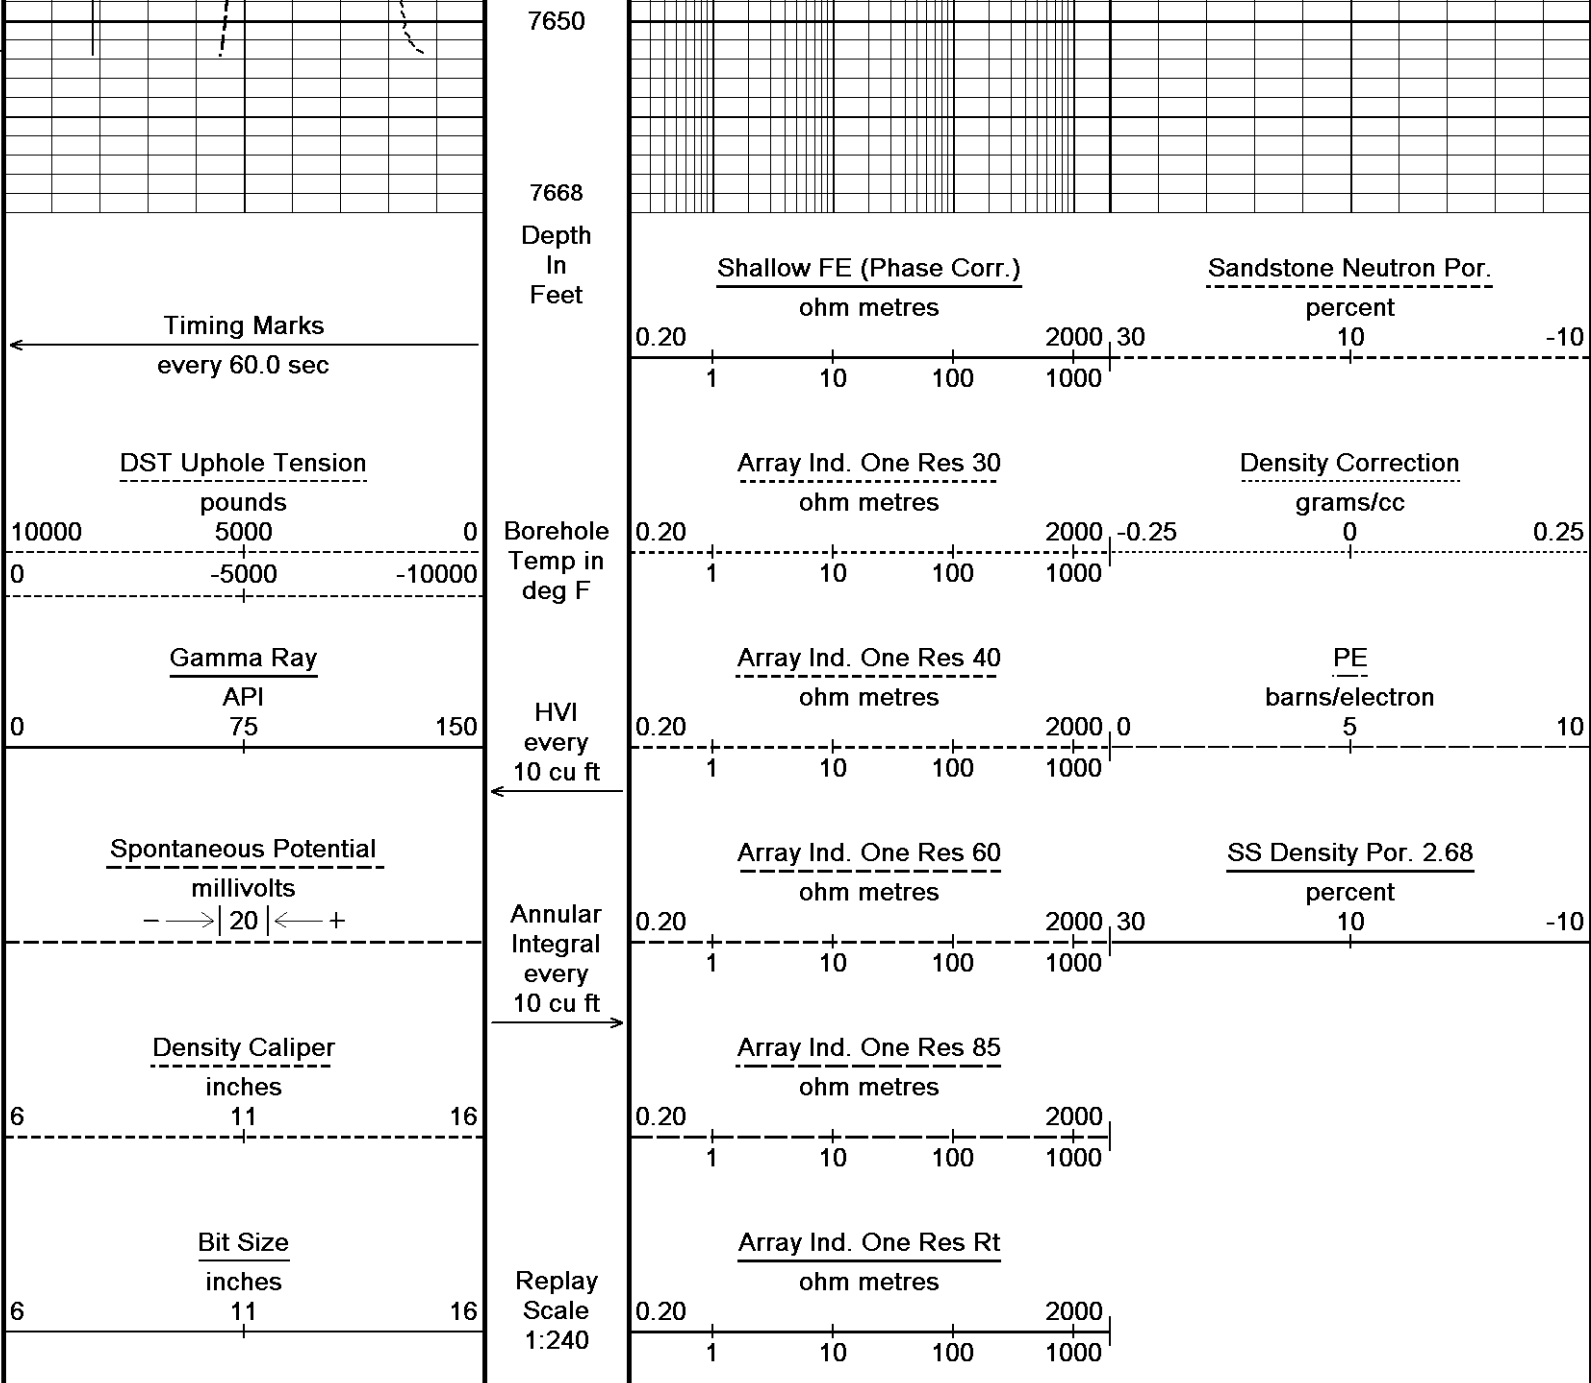 7650
7668
Depth
In
Feet
Timing Marks
every 60.0 sec
DST Uphole Tension
pounds
10000 5000 0
0 -5000 -10000
Gamma Ray
API
0 75 150
Spontaneous Potential
millivolts
− 20 +
Density Caliper
inches
6 11 16
Bit Size
inches
6 11 16
Borehole
Temp in
deg F
HVI
every
10 cu ft
Annular
Integral
every
10 cu ft
Replay
Scale
1:240
Shallow FE (Phase Corr.)
ohm metres
0.20 2000
1 10 100 1000
Array Ind. One Res 30
ohm metres
0.20 2000
1 10 100 1000
Array Ind. One Res 40
ohm metres
0.20 2000
1 10 100 1000
Array Ind. One Res 60
ohm metres
0.20 2000
1 10 100 1000
Array Ind. One Res 85
ohm metres
0.20 2000
1 10 100 1000
Array Ind. One Res Rt
ohm metres
0.20 2000
1 10 100 1000
Sandstone Neutron Por.
percent
30 10 -10
Density Correction
grams/cc
-0.25 0 0.25
PE
barns/electron
0 5 10
SS Density Por. 2.68
percent
30 10 -10